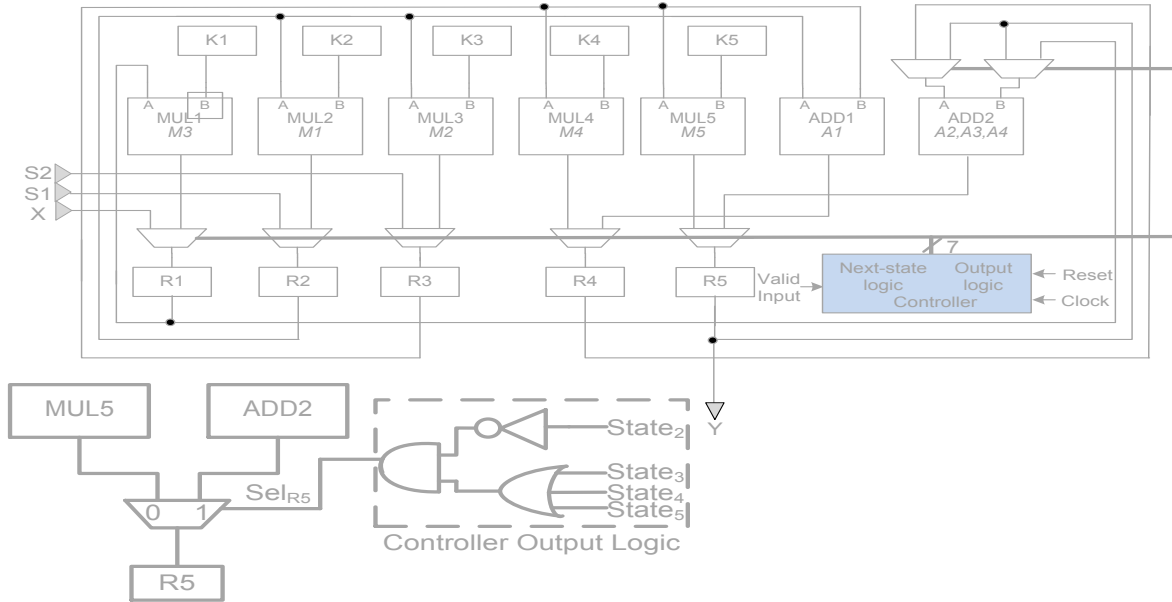 K1 K2 K3 K4 K5
A B A B A B A B A B A B A B
MUL1 MUL2 MUL3 MUL4 MUL5 ADD1 ADD2
M3 M1 M2 M4 M5 A1 A2,A3,A4
S2
S1
X
7
R1 R2 R3 R4 R5
Valid
Input
Next-state
logic
Output
logic
Controller
Reset
Clock
Y
MUL5 ADD2
State₂
State₃
State₄
State₅
Sel_R5
0 1
Controller Output Logic
R5